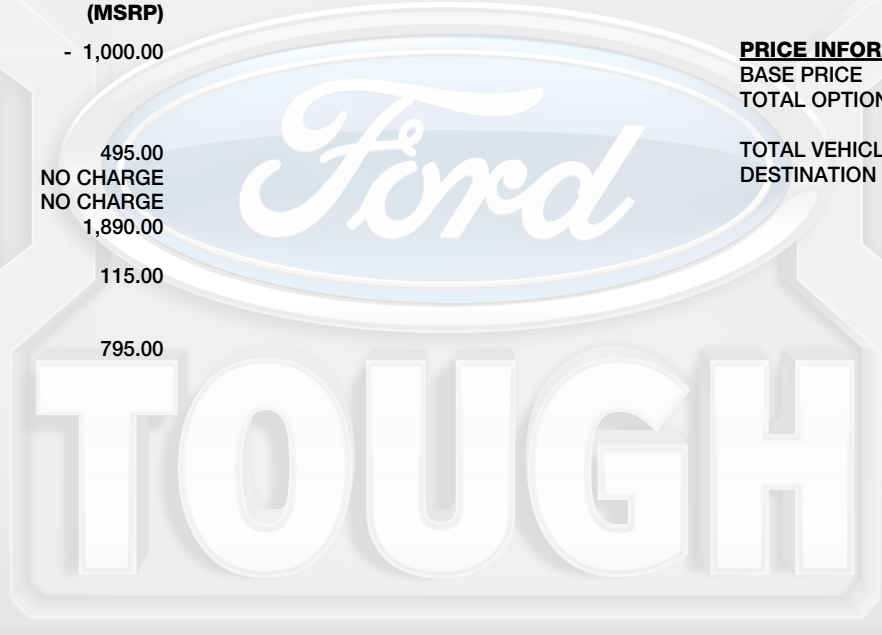 (MSRP)
- 1,000.00
495.00
NO CHARGE
NO CHARGE
1,890.00
115.00
795.00
PRICE INFOR
BASE PRICE
TOTAL OPTION
TOTAL VEHICL
DESTINATION
Ford
TOUGH